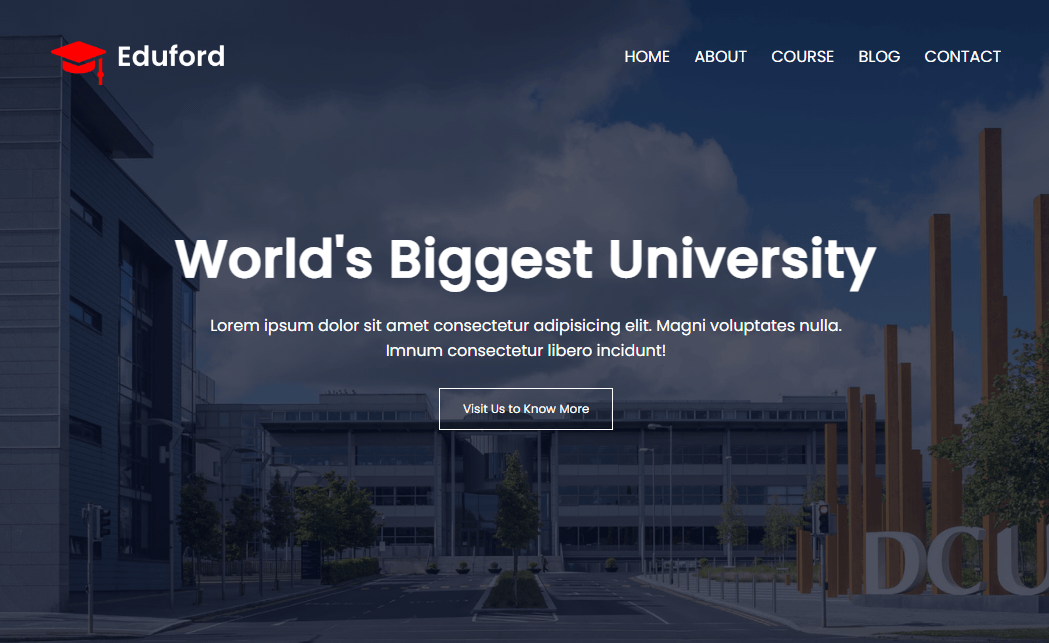 Eduford
HOME ABOUT COURSE BLOG CONTACT
World's Biggest University
Lorem ipsum dolor sit amet consectetur adipisicing elit. Magni voluptates nulla.
Imnum consectetur libero incidunt!
Visit Us to Know More
DCU